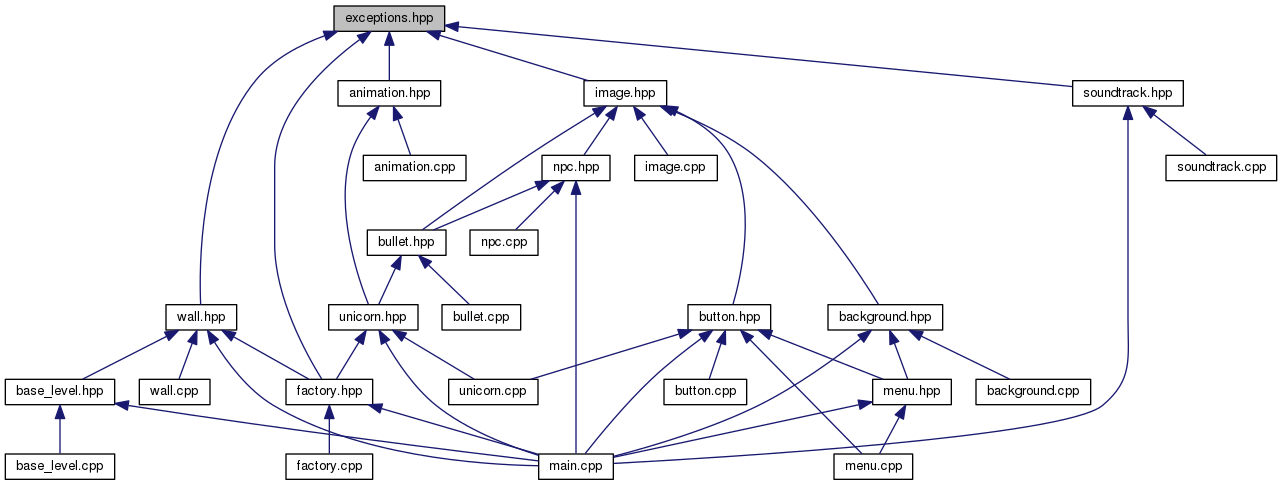 exceptions.hpp
animation.hpp
image.hpp
soundtrack.hpp
animation.cpp
npc.hpp
image.cpp
soundtrack.cpp
bullet.hpp
npc.cpp
wall.hpp
unicorn.hpp
bullet.cpp
button.hpp
background.hpp
base_level.hpp
wall.cpp
factory.hpp
unicorn.cpp
button.cpp
menu.hpp
background.cpp
base_level.cpp
factory.cpp
main.cpp
menu.cpp